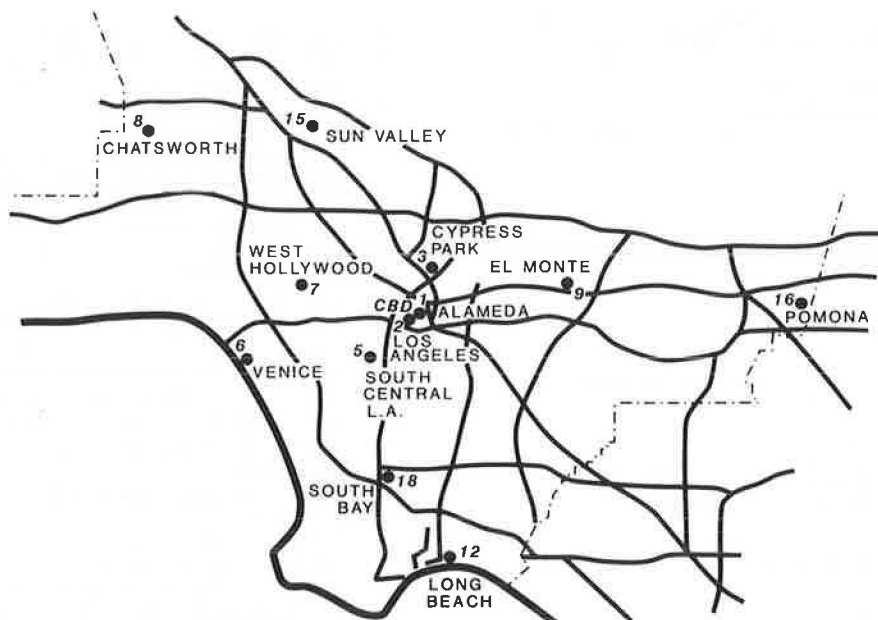 8
CHATSWORTH
15
SUN VALLEY
CYPRESS
PARK
3
WEST
HOLLYWOOD
7
EL MONTE
9
CBD
1
ALAMEDA
2
LOS
ANGELES
16
POMONA
6
VENICE
5
SOUTH
CENTRAL
L.A.
SOUTH
BAY
18
12
LONG
BEACH